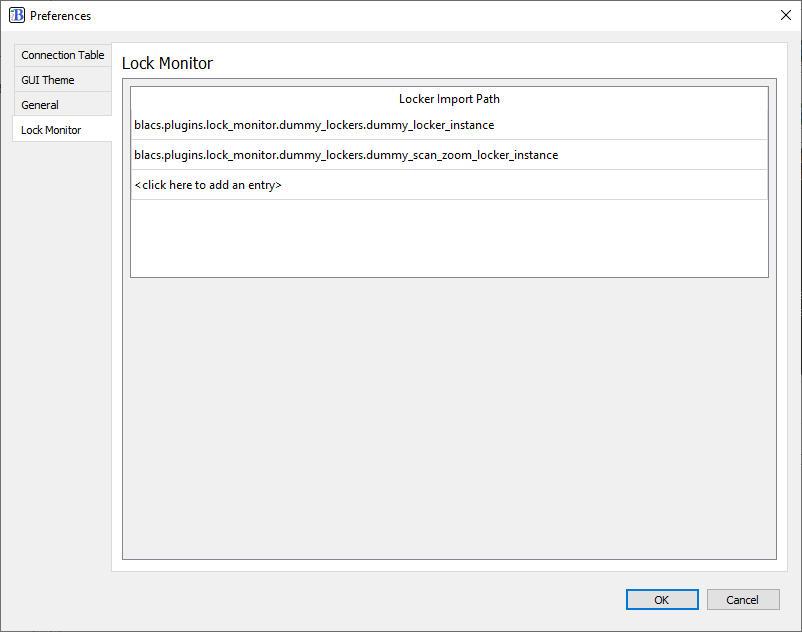 Preferences
Connection Table
GUI Theme
General
Lock Monitor
Lock Monitor
Locker Import Path
blacs.plugins.lock_monitor.dummy_lockers.dummy_locker_instance
blacs.plugins.lock_monitor.dummy_lockers.dummy_scan_zoom_locker_instance
<click here to add an entry>
OK
Cancel